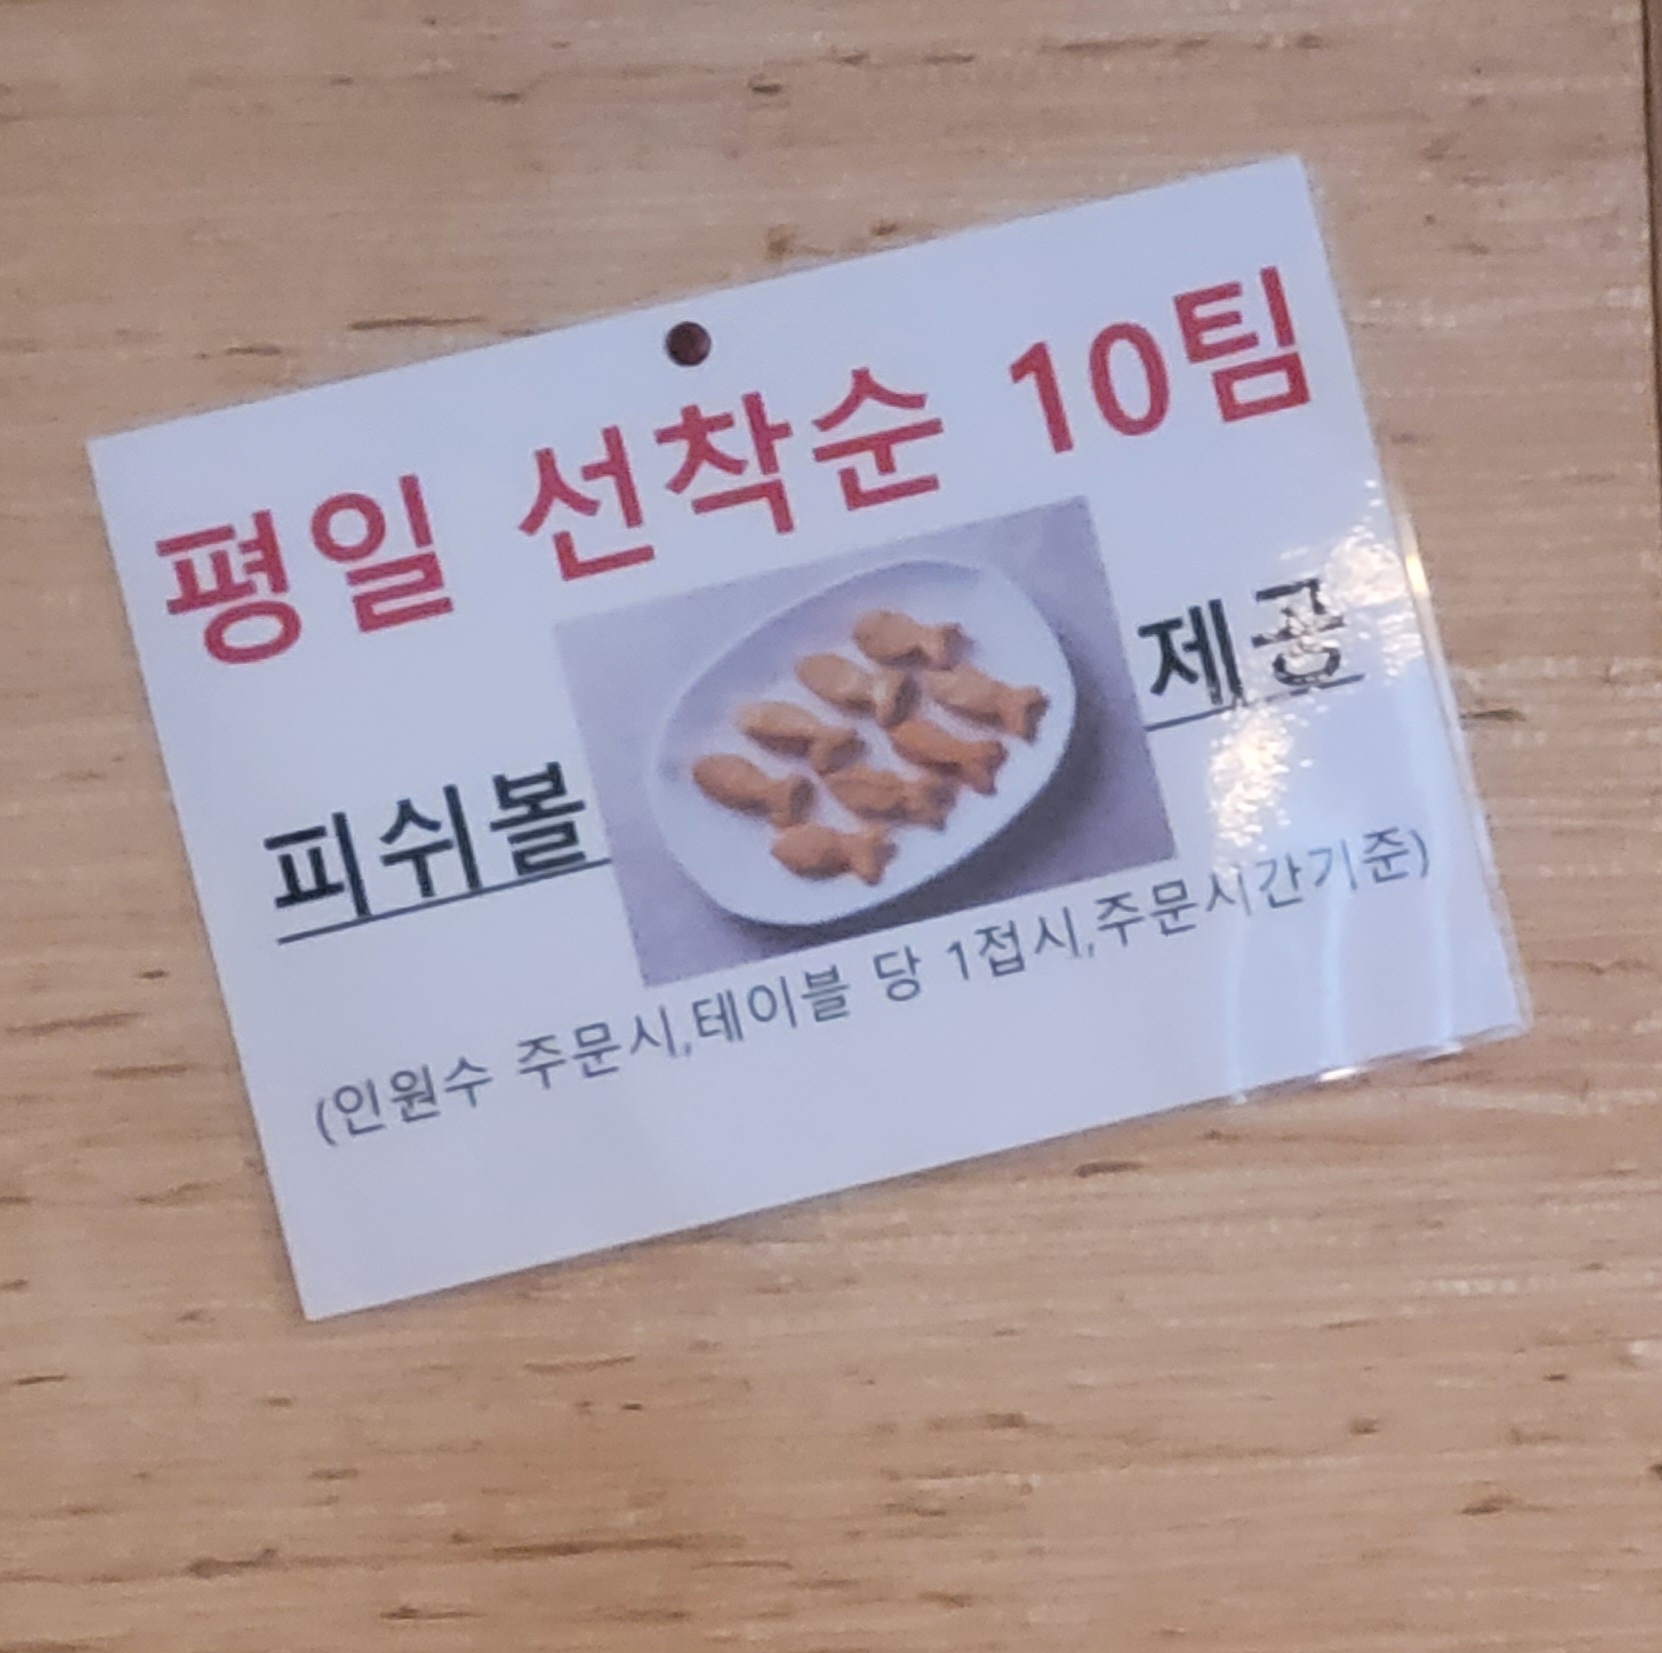 평일 선착순 10팀
피쉬볼 제공
(인원수 주문시,테이블 당 1접시,주문시간기준)